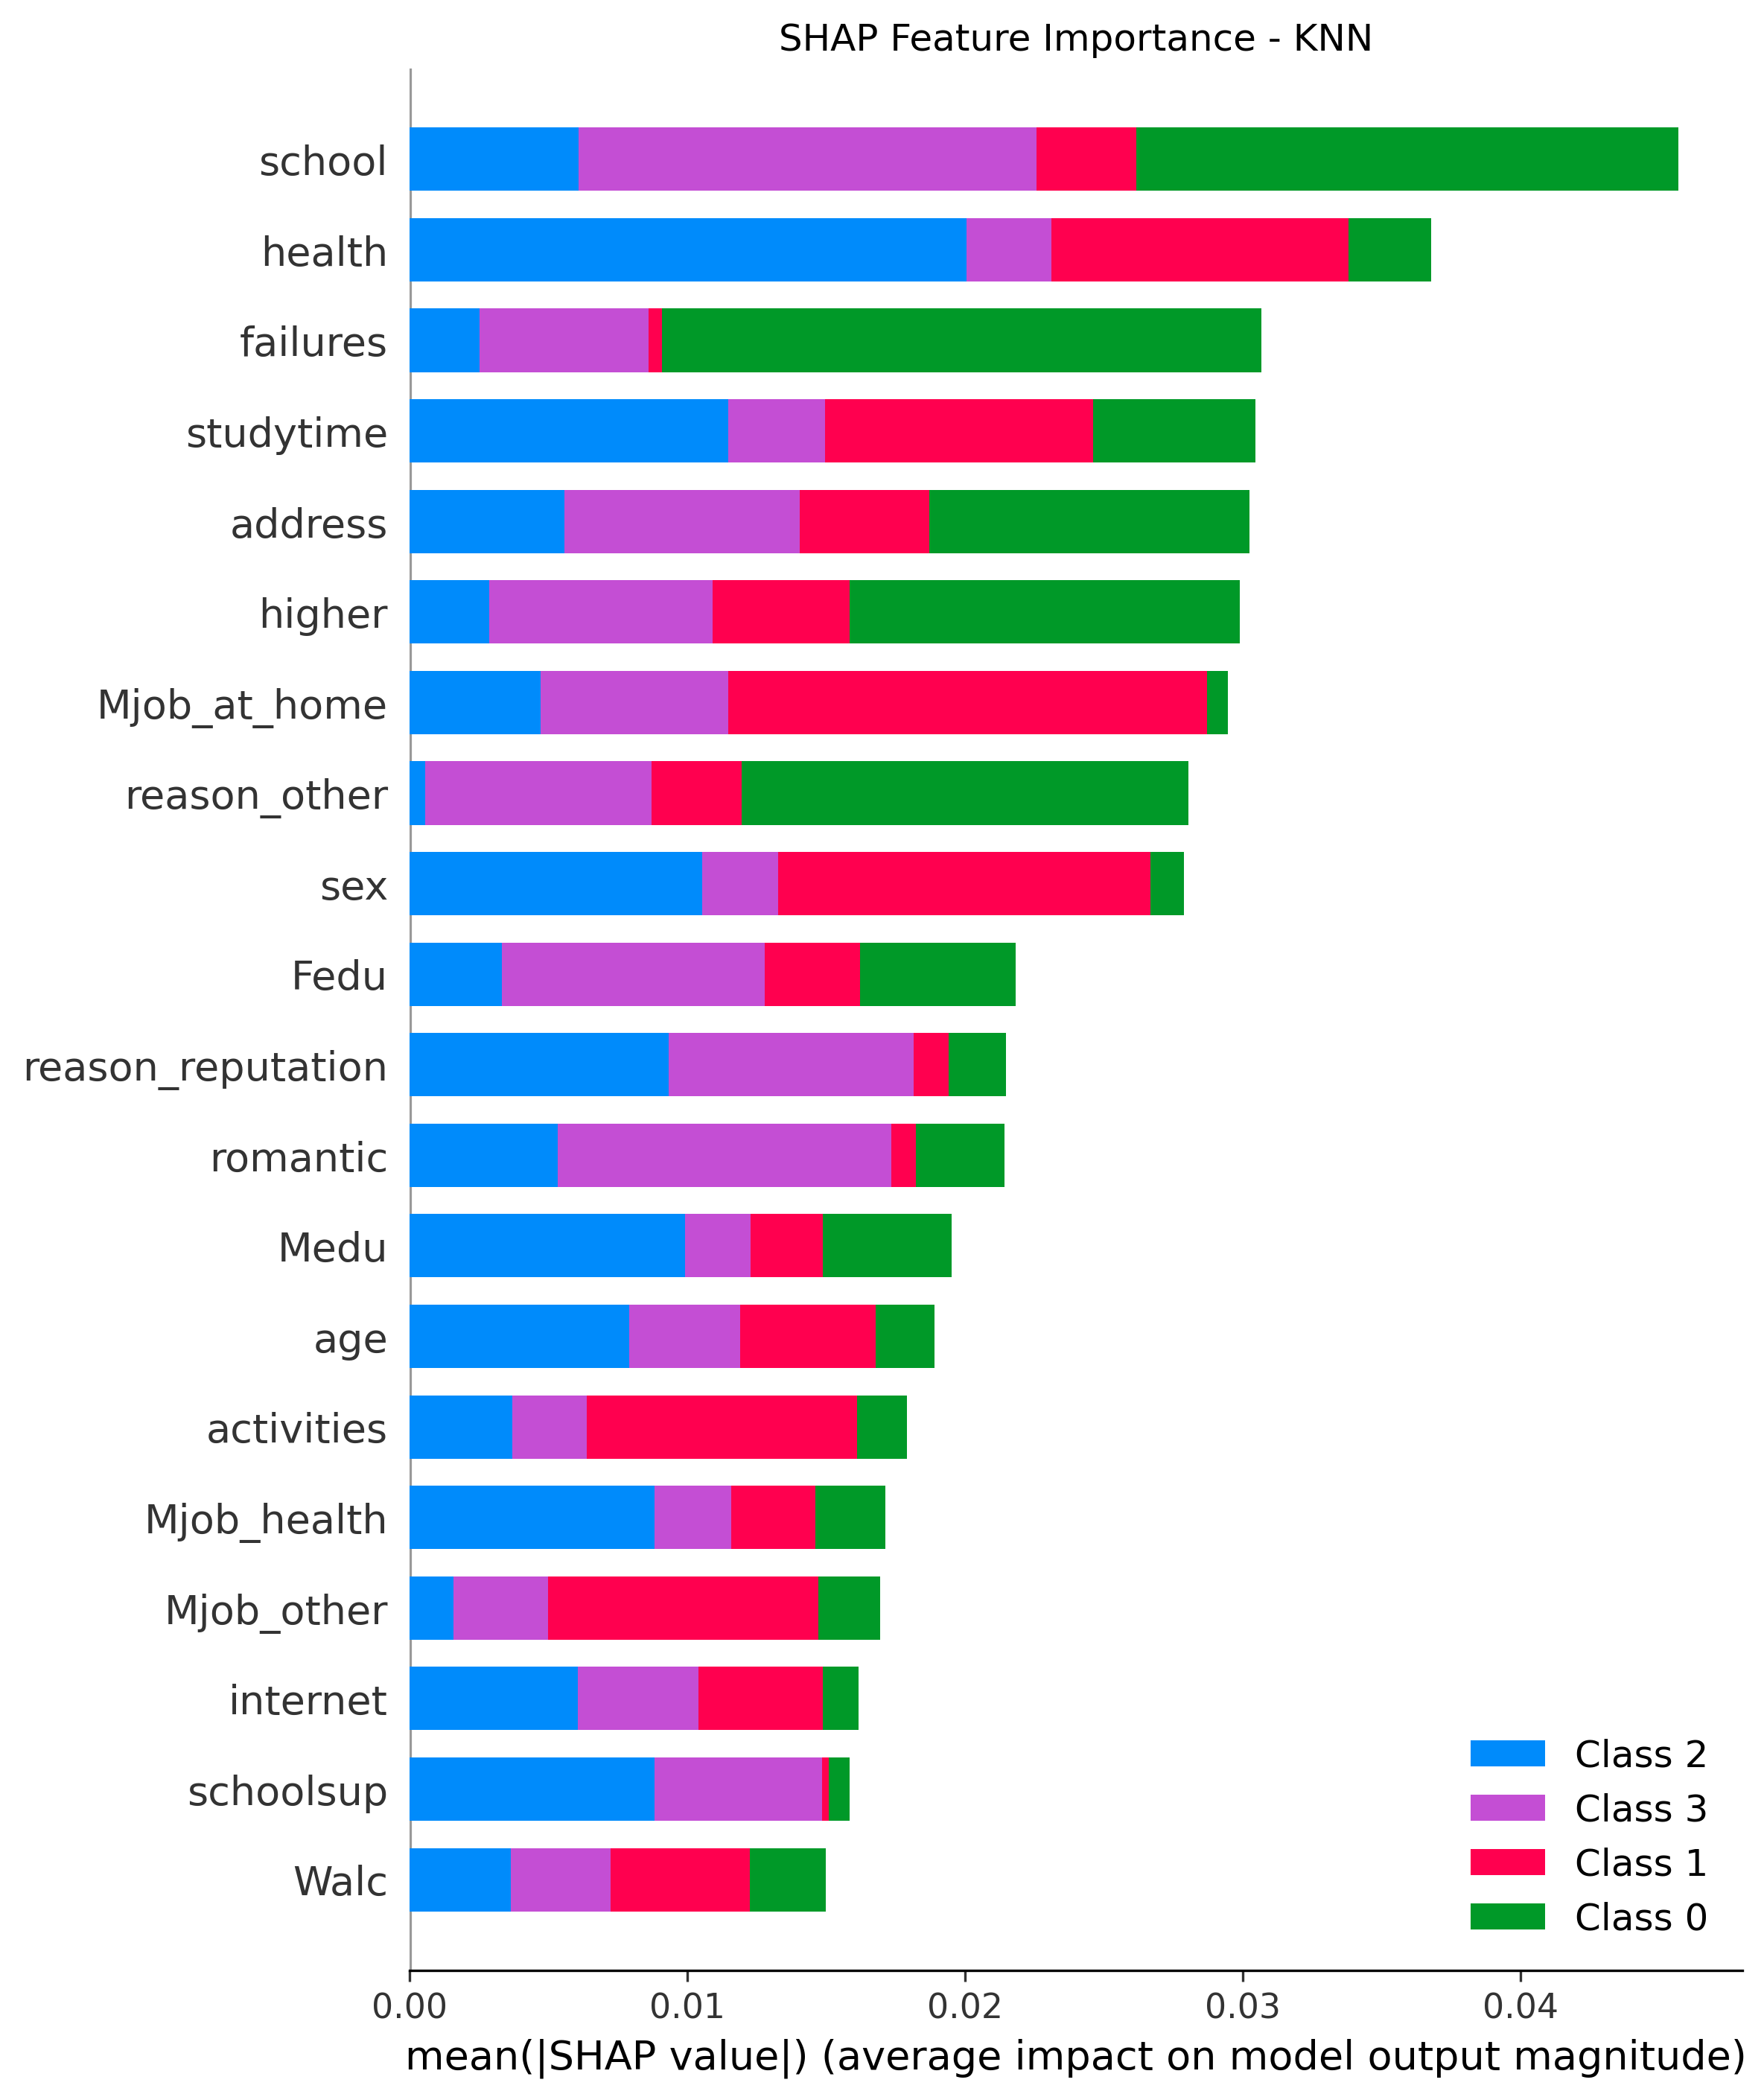 SHAP Feature Importance - KNN
school
health
failures
studytime
address
higher
Mjob_at_home
reason_other
sex
Fedu
reason_reputation
romantic
Medu
age
activities
Mjob_health
Mjob_other
internet
schoolsup
Walc
Class 2
Class 3
Class 1
Class 0
0.00 0.01 0.02 0.03 0.04
mean(|SHAP value|) (average impact on model output magnitude)